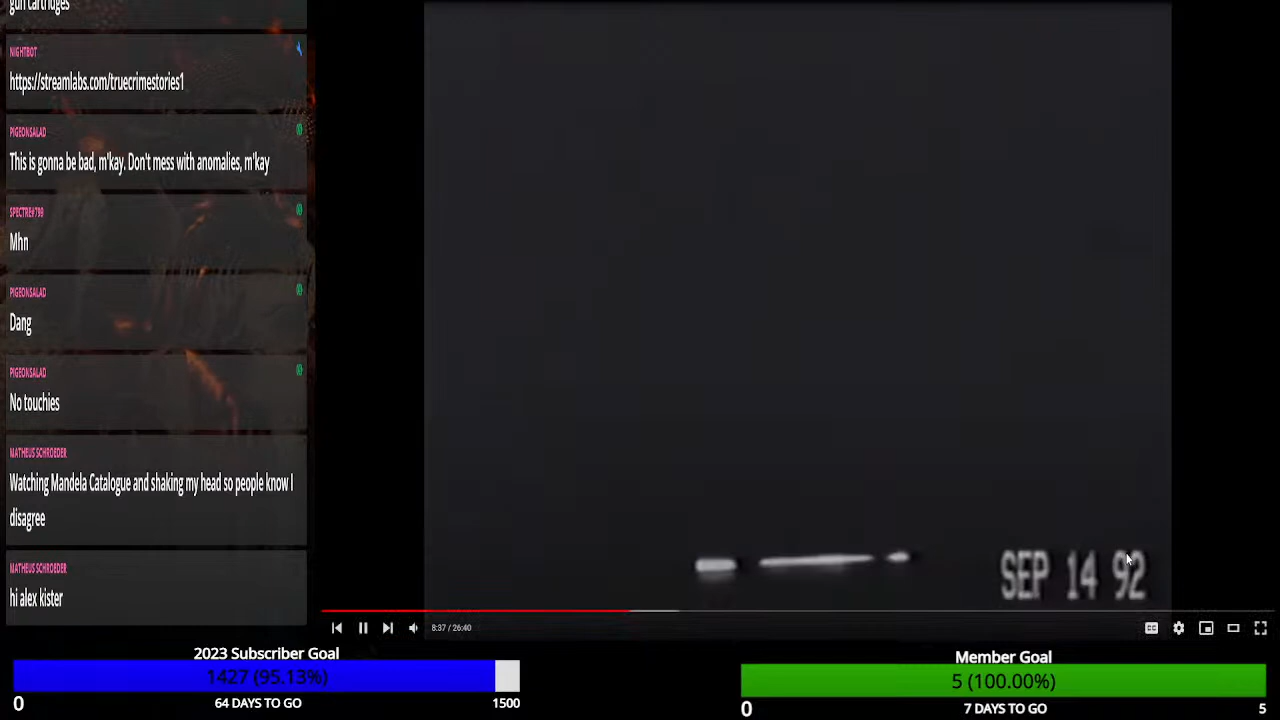 gun cartridges
NIGHTBOT
https://streamlabs.com/truecrimestories1
PIGEONSALAD
This is gonna be bad, m'kay. Don't mess with anomalies, m'kay
SPECTRE#799
Mhn
PIGEONSALAD
Dang
PIGEONSALAD
No touchies
MATHEUS SCHROEDER
Watching Mandela Catalogue and shaking my head so people know I
disagree
MATHEUS SCHROEDER
hi alex kister
SEP 14 92
8:37 / 26:40
CC
2023 Subscriber Goal
1427 (95.13%)
0
64 DAYS TO GO
1500
Member Goal
5 (100.00%)
0
7 DAYS TO GO
5